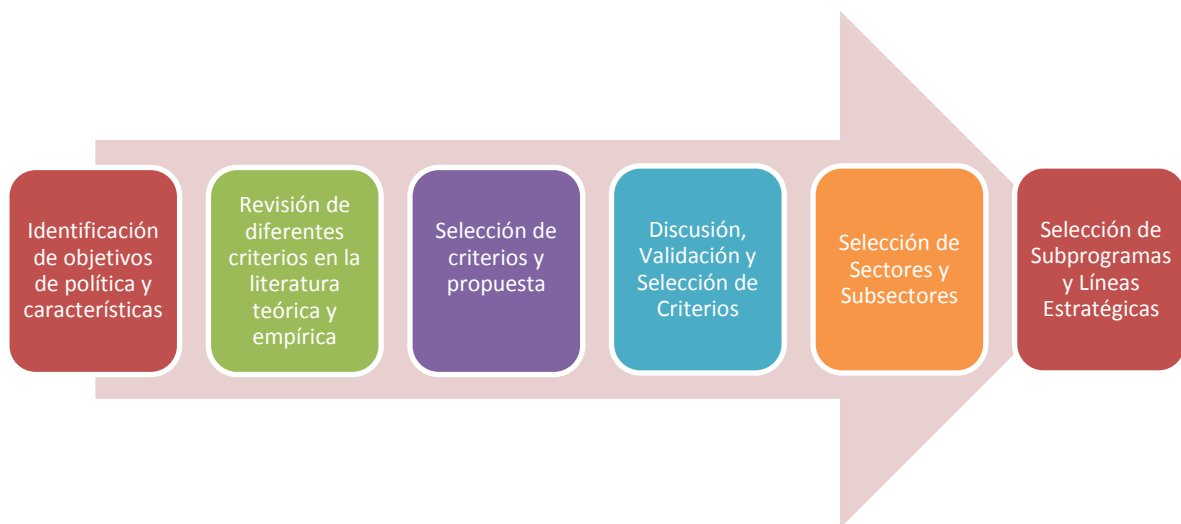 Identificación
de objetivos
de política y
características
Revisión de
diferentes
criterios en la
literatura
teórica y
empírica
Selección de
criterios y
propuesta
Discusión,
Validación y
Selección de
Criterios
Selección de
Sectores y
Subsectores
Selección de
Subprogramas
y Líneas
Estratégicas